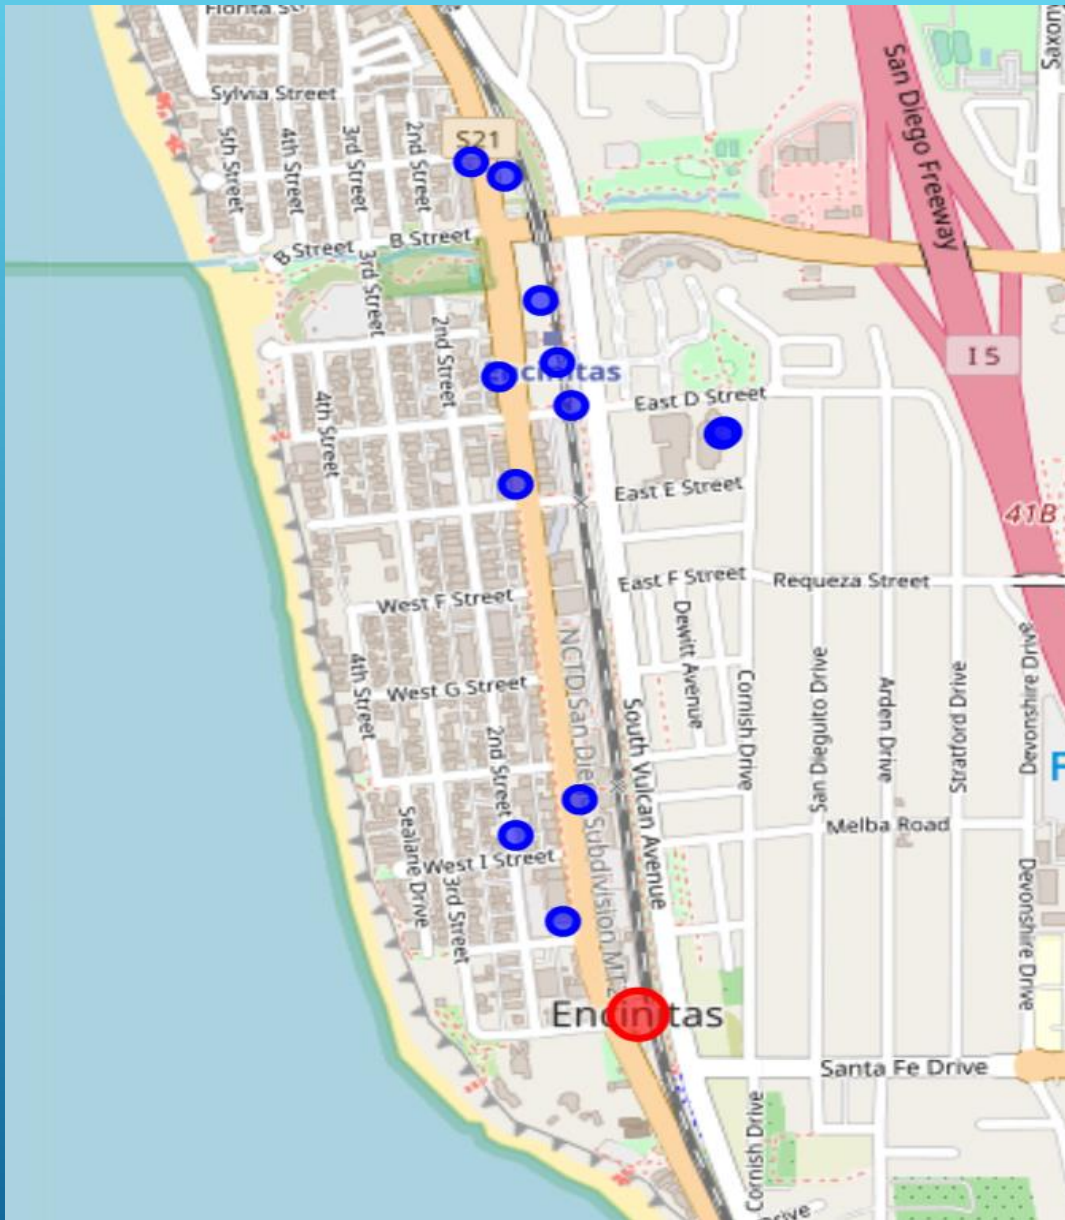 Florita St
Saxon
Sylvia Street
San Diego Freeway
5th Street
4th Street
3rd Street
2nd Street
S21
B Street
B Street
3rd Street
2nd Street
I 5
Encinitas
East D Street
4th Street
East E Street
41B
West F Street
East F Street
Requeza Street
Dewitt Avenue
4th Street
West G Street
NCTD San Diego Subdivision MT
South Vulcan Avenue
Cornish Drive
San Dieguito Drive
Arden Drive
Stratford Drive
Devonshire Drive
2nd Street
F
Sealane Drive
West I Street
3rd Street
Melba Road
Devonshire Drive
Encinitas
Santa Fe Drive
Cornish Drive
Drive